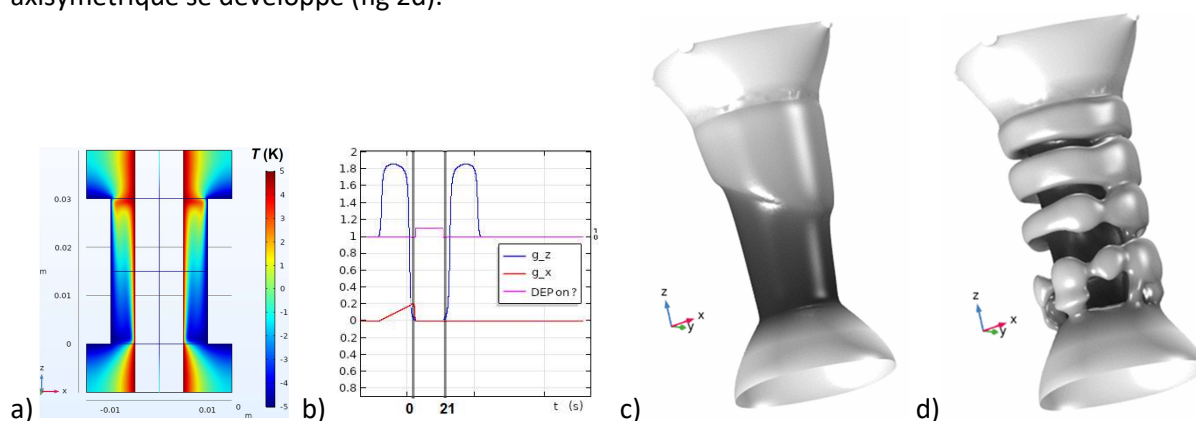 axisymétrique se développe (fig 2d).
T (K)
5
4
3
2
1
0
-1
-2
-3
-4
-5
0.03
0.02
m
0.01
0
z
x
-0.01
0.01
0
m
a)
2
1.8
1.6
1.4
1.2
1
0.8
0.6
0.4
0.2
0
0.2
0.4
0.6
0.8
g_z
g_x
DEP on ?
1
0
0
21
t (s)
b)
z
x
y
c)
z
x
y
d)